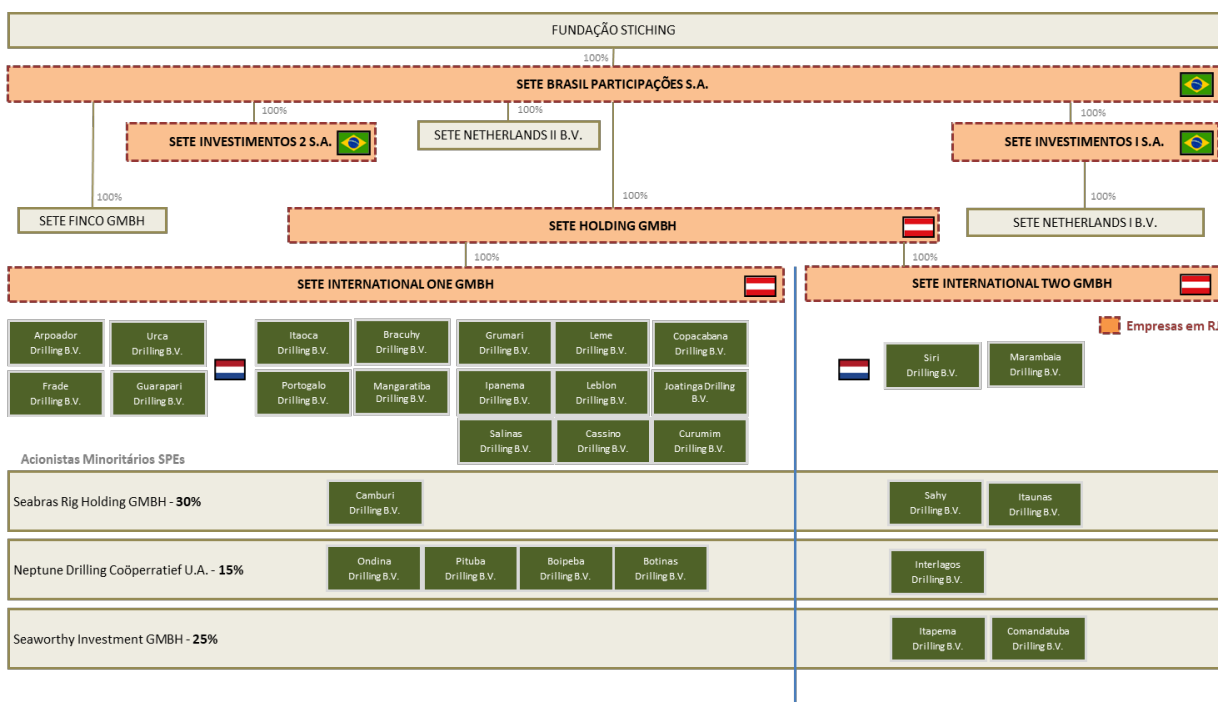 FUNDAÇÃO STICHING
100%
SETE BRASIL PARTICIPAÇÕES S.A.
100%
100%
100%
SETE INVESTIMENTOS 2 S.A.
SETE NETHERLANDS II B.V.
SETE INVESTIMENTOS I S.A.
100%
100%
100%
SETE FINCO GMBH
SETE HOLDING GMBH
SETE NETHERLANDS I B.V.
100%
100%
SETE INTERNATIONAL ONE GMBH
SETE INTERNATIONAL TWO GMBH
Empresas em RJ
Arpoador
Drilling B.V.
Urca
Drilling B.V.
Itaoca
Drilling B.V.
Bracuhy
Drilling B.V.
Grumari
Drilling B.V.
Leme
Drilling B.V.
Copacabana
Drilling B.V.
Siri
Drilling B.V.
Marambaia
Drilling B.V.
Frade
Drilling B.V.
Guarapari
Drilling B.V.
Portogalo
Drilling B.V.
Mangaratiba
Drilling B.V.
Ipanema
Drilling B.V.
Leblon
Drilling B.V.
Joatinga Drilling
B.V.
Salinas
Drilling B.V.
Cassino
Drilling B.V.
Curumim
Drilling B.V.
Acionistas Minoritários SPEs
Seabras Rig Holding GMBH - 30%
Camburi
Drilling B.V.
Sahy
Drilling B.V.
Itaunas
Drilling B.V.
Neptune Drilling Coöperratief U.A. - 15%
Ondina
Drilling B.V.
Pituba
Drilling B.V.
Boipeba
Drilling B.V.
Botinas
Drilling B.V.
Interlagos
Drilling B.V.
Seaworthy Investment GMBH - 25%
Itapema
Drilling B.V.
Comandatuba
Drilling B.V.